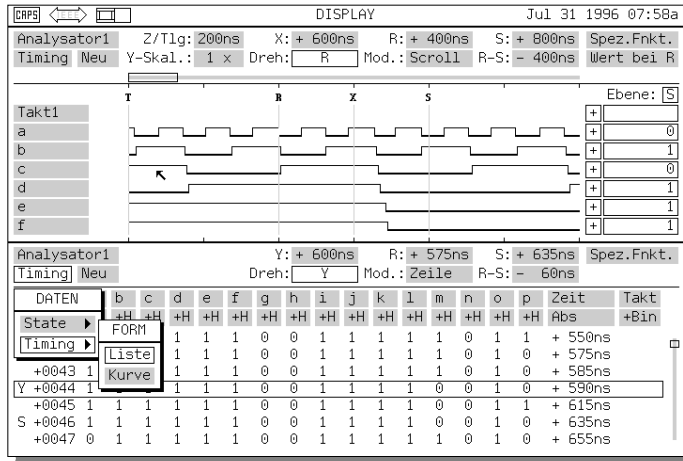 CAPS IEEE DISPLAY Jul 31 1996 07:58a
Analysator1 Z/Tlg: 200ns X: + 600ns R: + 400ns S: + 800ns Spez.Fnkt.
Timing Neu Y-Skal.: 1 x Dreh: R Mod.: Scroll R-S: - 400ns Wert bei R
Ebene: S
T R X S
Takt1 +
a + 0
b + 1
c + 0
d + 1
e + 1
f + 1
Analysator1 Y: + 600ns R: + 575ns S: + 635ns Spez.Fnkt.
Timing Neu Dreh: Y Mod.: Zeile R-S: - 60ns
DATEN b c d e f g h i j k l m n o p Zeit Takt
State +H +H +H +H +H +H +H +H +H +H +H +H +H +H +H Abs +Bin
FORM
Timing 1 1 1 0 0 1 1 1 1 1 0 1 1 + 550ns
Liste 1 1 1 0 0 1 1 1 1 1 0 1 0 + 575ns
+0043 1 1 1 1 0 0 1 1 1 1 0 0 1 0 + 585ns
Kurve
Y +0044 1 1 1 1 0 0 1 1 1 1 0 0 1 0 + 590ns
+0045 1 1 1 1 1 1 0 0 1 1 1 1 0 0 1 1 + 615ns
S +0046 1 1 1 1 1 1 0 0 1 1 1 1 0 0 1 0 + 635ns
+0047 0 1 1 1 1 1 0 0 1 1 1 1 0 0 1 0 + 655ns